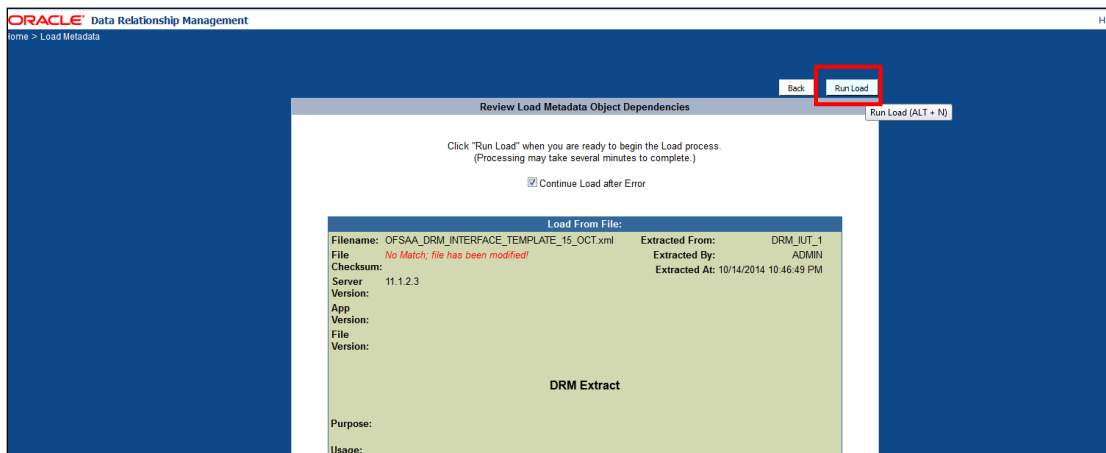 ORACLE Data Relationship Management
H
Home > Load Metadata
Back Run Load
Run Load (ALT + N)
Review Load Metadata Object Dependencies
Click "Run Load" when you are ready to begin the Load process.
(Processing may take several minutes to complete.)
Continue Load after Error
Load From File:
Filename: OFSAA_DRM_INTERFACE_TEMPLATE_15_OCT.xml Extracted From: DRM_IUT_1
File No Match; file has been modified! Extracted By: ADMIN
Checksum: Extracted At: 10/14/2014 10:46:49 PM
Server 11.1.2.3
Version:
App
Version:
File
Version:
DRM Extract
Purpose:
Usage: